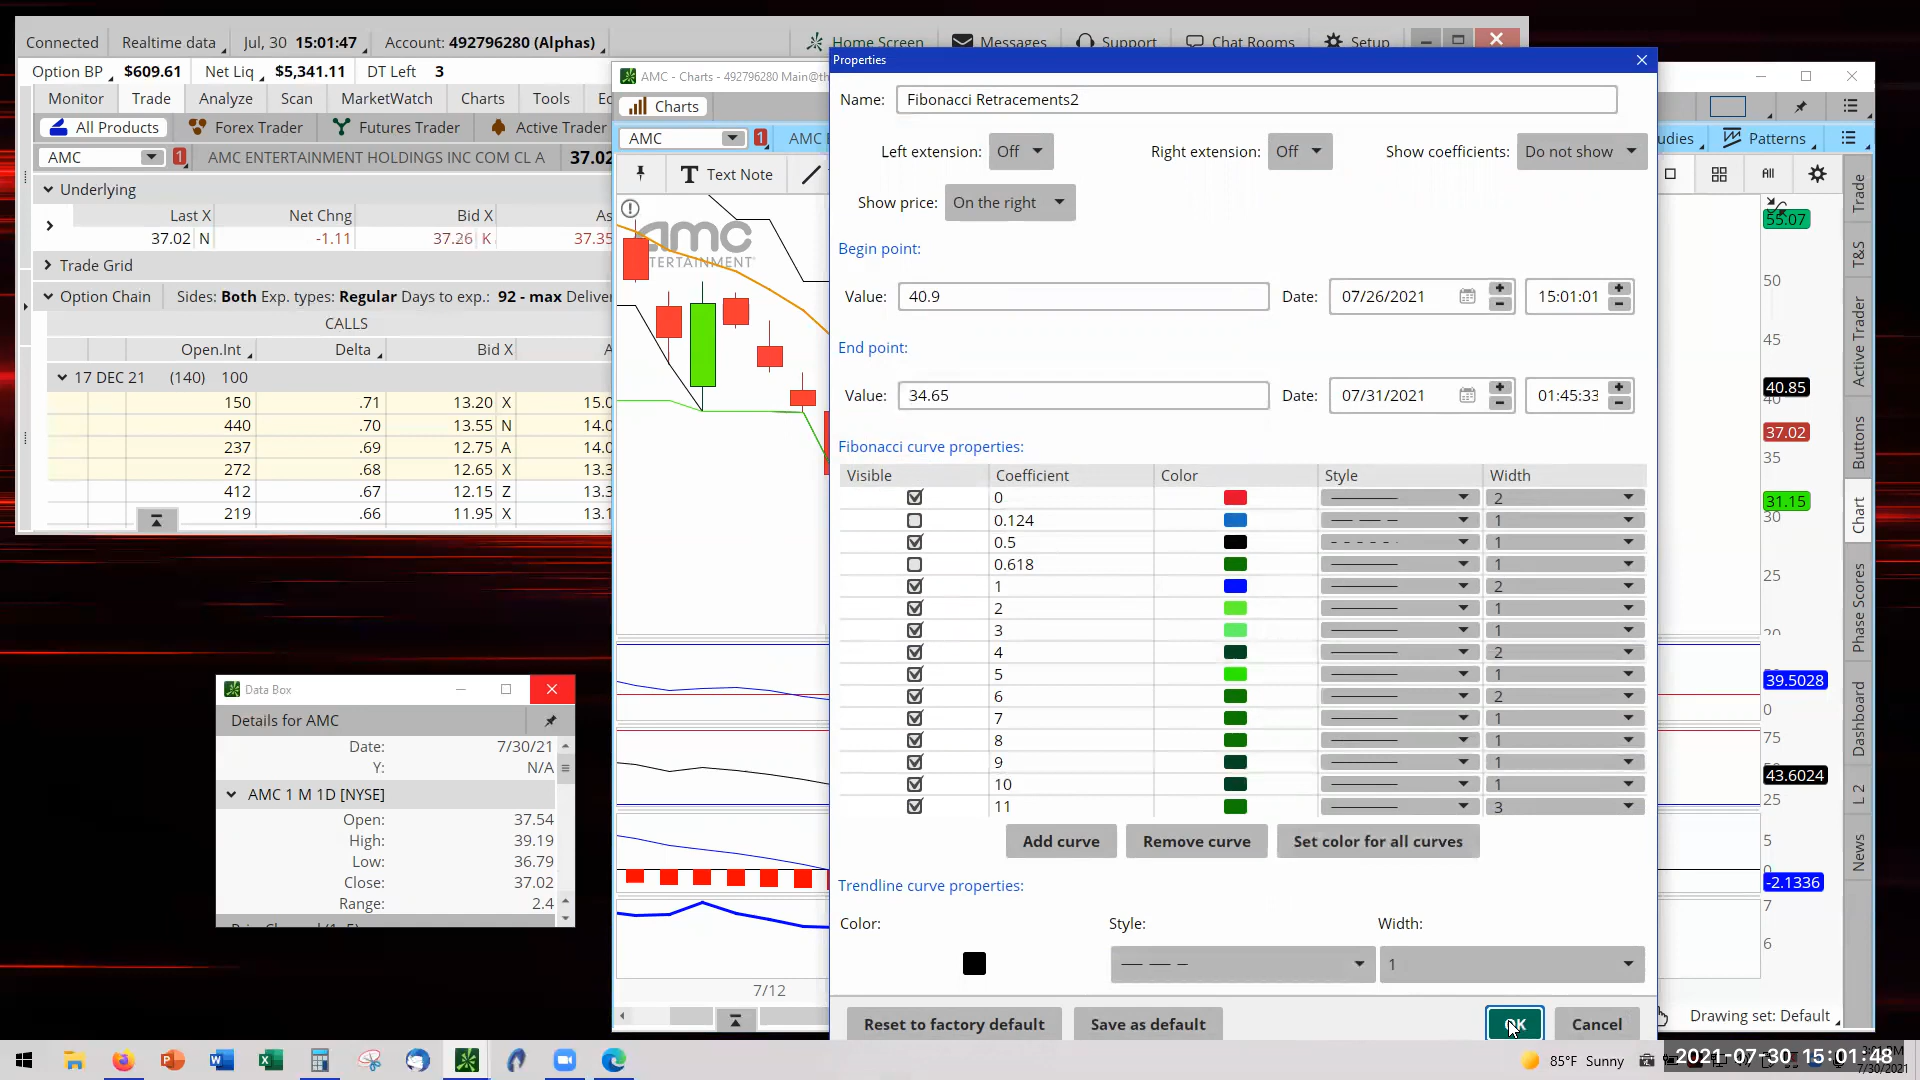 Connected Realtime data Jul, 30 15:01:47 Account: 492796280 (Alphas) Home Screen Messages Support Chat Rooms Setup
Option BP $609.61 Net Liq $5,341.11 DT Left 3
Monitor Trade Analyze Scan MarketWatch Charts Tools
All Products Forex Trader Futures Trader Active Trader
AMC 1 AMC ENTERTAINMENT HOLDINGS INC COM CL A 37.02
Underlying
Last X Net Chng Bid X
37.02 N -1.11 37.26 K 37.35
Trade Grid
Option Chain Sides: Both Exp. types: Regular Days to exp.: 92 - max
CALLS
Open.Int Delta Bid X
17 DEC 21 (140) 100
150 .71 13.20 X
440 .70 13.55 N
237 .69 12.75 A
272 .68 12.65 X
412 .67 12.15 Z
219 .66 11.95 X
Data Box
Details for AMC
Date: 7/30/21
Y: N/A
AMC 1 M 1D [NYSE]
Open: 37.54
High: 39.19
Low: 36.79
Close: 37.02
Range: 2.4
AMC - Charts - 492796280
Charts
AMC 1
Text Note
amc
7/12
Properties
Name: Fibonacci Retracements2
Left extension: Off Right extension: Off Show coefficients: Do not show
Show price: On the right
Begin point:
Value: 40.9 Date: 07/26/2021 15:01:01
End point:
Value: 34.65 Date: 07/31/2021 01:45:33
Fibonacci curve properties:
Visible Coefficient Color Style Width
0 2
0.124 1
0.5 1
0.618 1
1 2
2 1
3 1
4 2
5 1
6 2
7 1
8 1
9 1
10 1
11 3
Add curve Remove curve Set color for all curves
Trendline curve properties:
Color: Style: Width:
1
Reset to factory default Save as default OK Cancel
Patterns
All
55.07
50
45
40.85
40
37.02
35
31.15
30
25
20
39.5028
0
75
43.6024
25
5
0
-2.1336
7
6
Trade
T&S
Active Trader
Buttons
Chart
Phase Scores
Dashboard
L 2
News
Drawing set: Default
85°F Sunny
2021-07-30 15:01:48